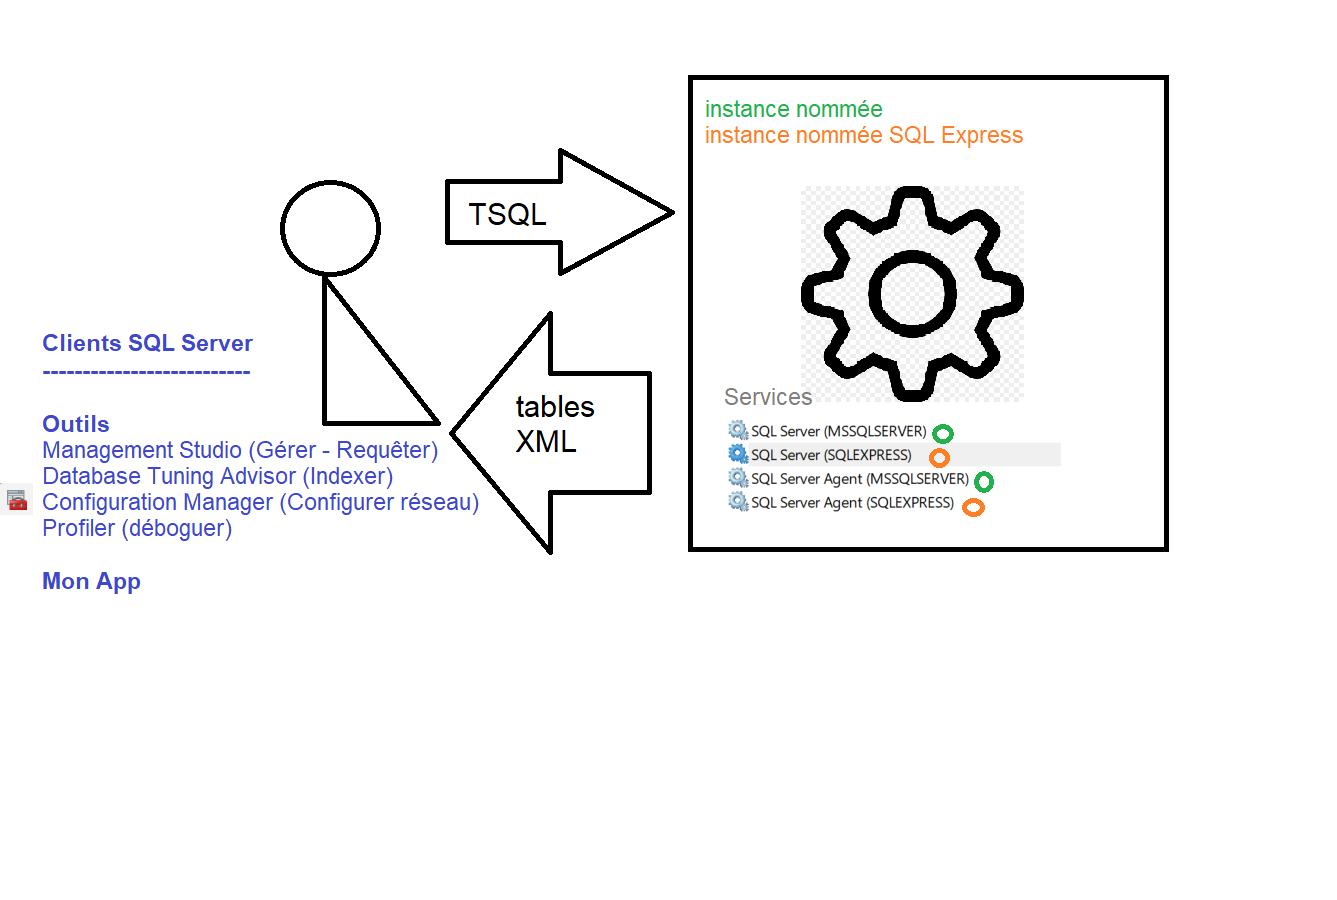 instance nommée
instance nommée SQL Express
TSQL
Clients SQL Server
--------------------------
Outils
Management Studio (Gérer - Requêter)
Database Tuning Advisor (Indexer)
Configuration Manager (Configurer réseau)
Profiler (déboguer)
Mon App
tables
XML
Services
SQL Server (MSSQLSERVER)
SQL Server (SQLEXPRESS)
SQL Server Agent (MSSQLSERVER)
SQL Server Agent (SQLEXPRESS)